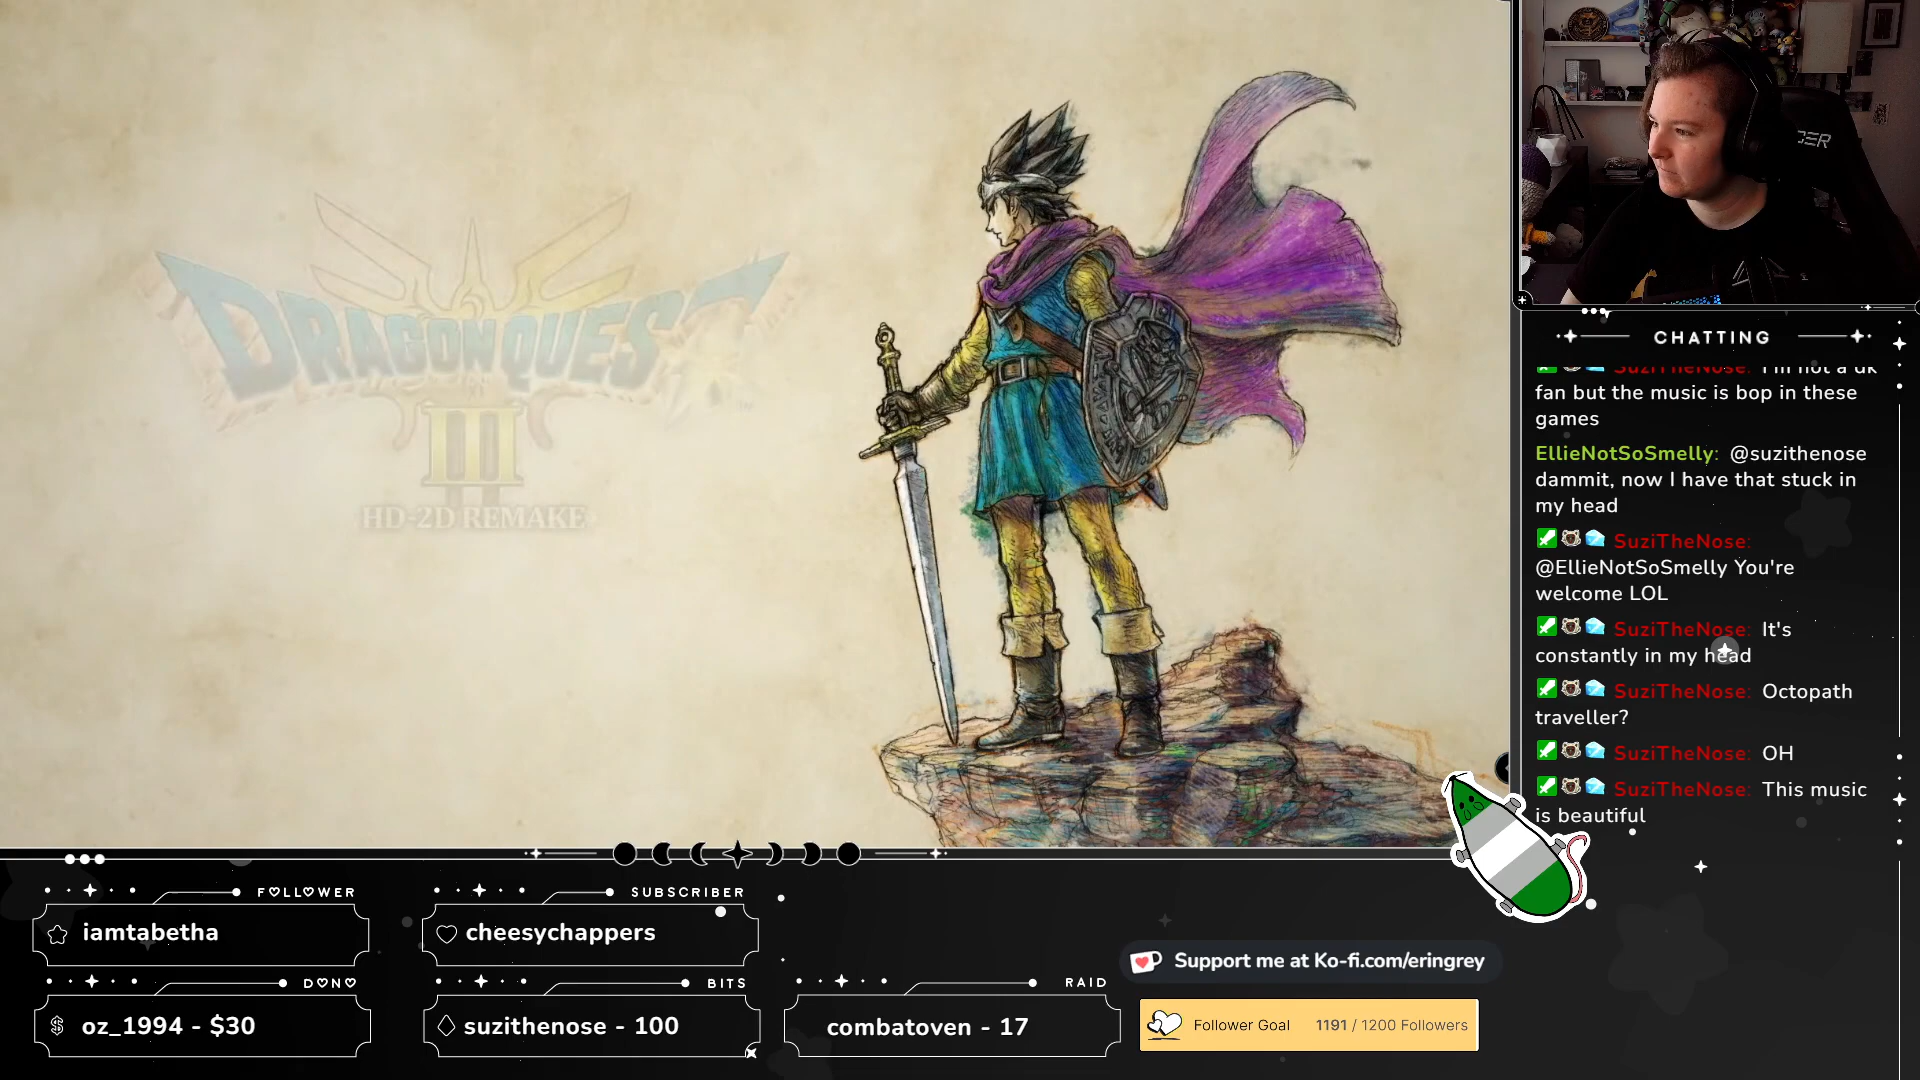 DRAGON QUEST
III
HD-2D REMAKE
CHATTING
SuziTheNose: I'm not a dk
fan but the music is bop in these
games
EllieNotSoSmelly: @suzithenose
dammit, now I have that stuck in
my head
SuziTheNose:
@EllieNotSoSmelly You're
welcome LOL
SuziTheNose: It's
constantly in my head
SuziTheNose: Octopath
traveller?
SuziTheNose: OH
SuziTheNose: This music
is beautiful
FOLLOWER
iamtabetha
SUBSCRIBER
cheesychappers
DONO
oz_1994 - $30
BITS
suzithenose - 100
RAID
combatoven - 17
Support me at Ko-fi.com/eringrey
Follower Goal 1191 / 1200 Followers